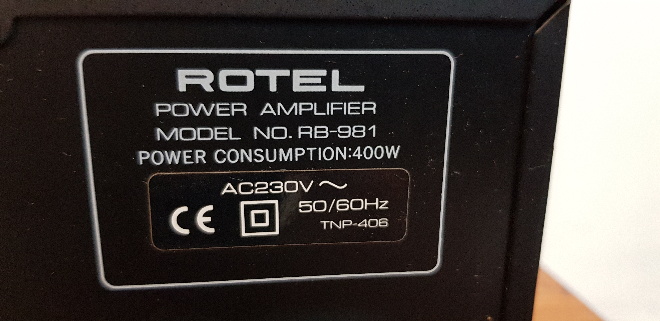 ROTEL
POWER AMPLIFIER
MODEL NO. RB-981
POWER CONSUMPTION:400W
AC230V ~
CE 50/60Hz
TNP-406